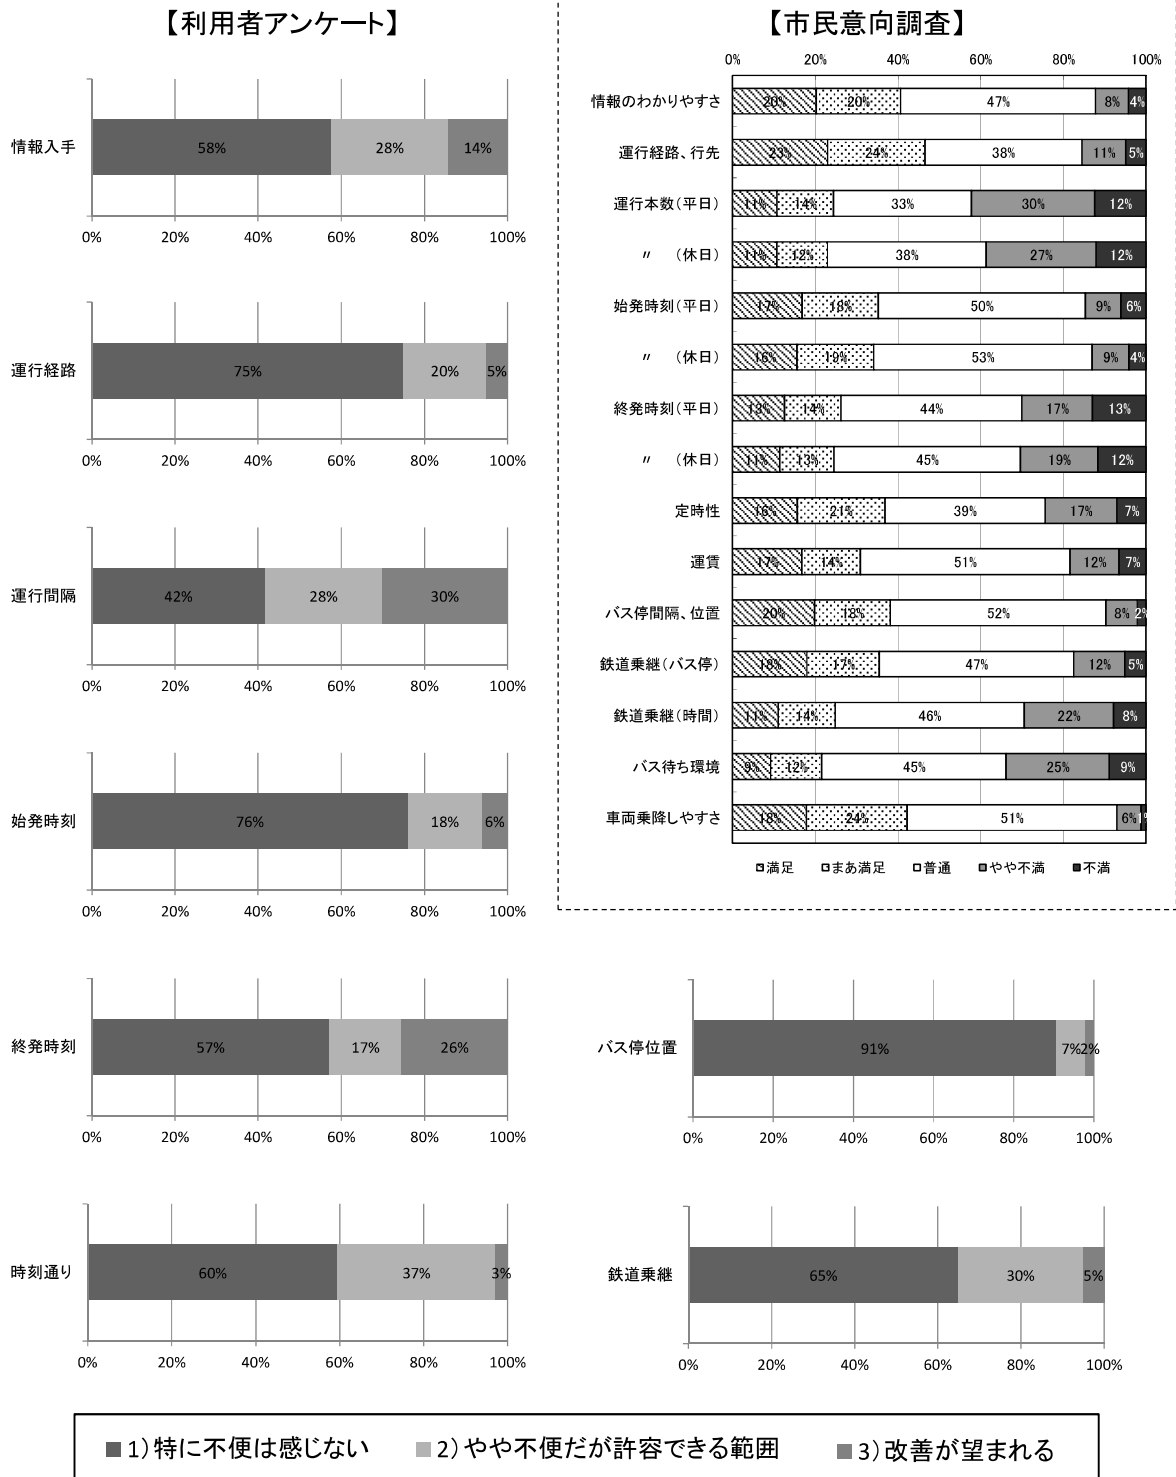 【利用者アンケート】
情報入手
58% 28% 14%
0% 20% 40% 60% 80% 100%
運行経路
75% 20% 5%
0% 20% 40% 60% 80% 100%
運行間隔
42% 28% 30%
0% 20% 40% 60% 80% 100%
始発時刻
76% 18% 6%
0% 20% 40% 60% 80% 100%
終発時刻
57% 17% 26%
0% 20% 40% 60% 80% 100%
時刻通り
60% 37% 3%
0% 20% 40% 60% 80% 100%
【市民意向調査】
0% 20% 40% 60% 80% 100%
情報のわかりやすさ 20% 20% 47% 8% 4%
運行経路、行先 23% 24% 38% 11% 5%
運行本数(平日) 11% 14% 33% 30% 12%
〃 (休日) 11% 12% 38% 27% 12%
始発時刻(平日) 17% 18% 50% 9% 6%
〃 (休日) 16% 19% 53% 9% 4%
終発時刻(平日) 13% 14% 44% 17% 13%
〃 (休日) 11% 13% 45% 19% 12%
定時性 16% 21% 39% 17% 7%
運賃 17% 14% 51% 12% 7%
バス停間隔、位置 20% 18% 52% 8% 2%
鉄道乗継(バス停) 18% 17% 47% 12% 5%
鉄道乗継(時間) 11% 14% 46% 22% 8%
バス待ち環境 9% 12% 45% 25% 9%
車両乗降しやすさ 18% 24% 51% 6% 1%
満足 まあ満足 普通 やや不満 不満
バス停位置
91% 7% 2%
0% 20% 40% 60% 80% 100%
鉄道乗継
65% 30% 5%
0% 20% 40% 60% 80% 100%
1)特に不便は感じない 2)やや不便だが許容できる範囲 3)改善が望まれる